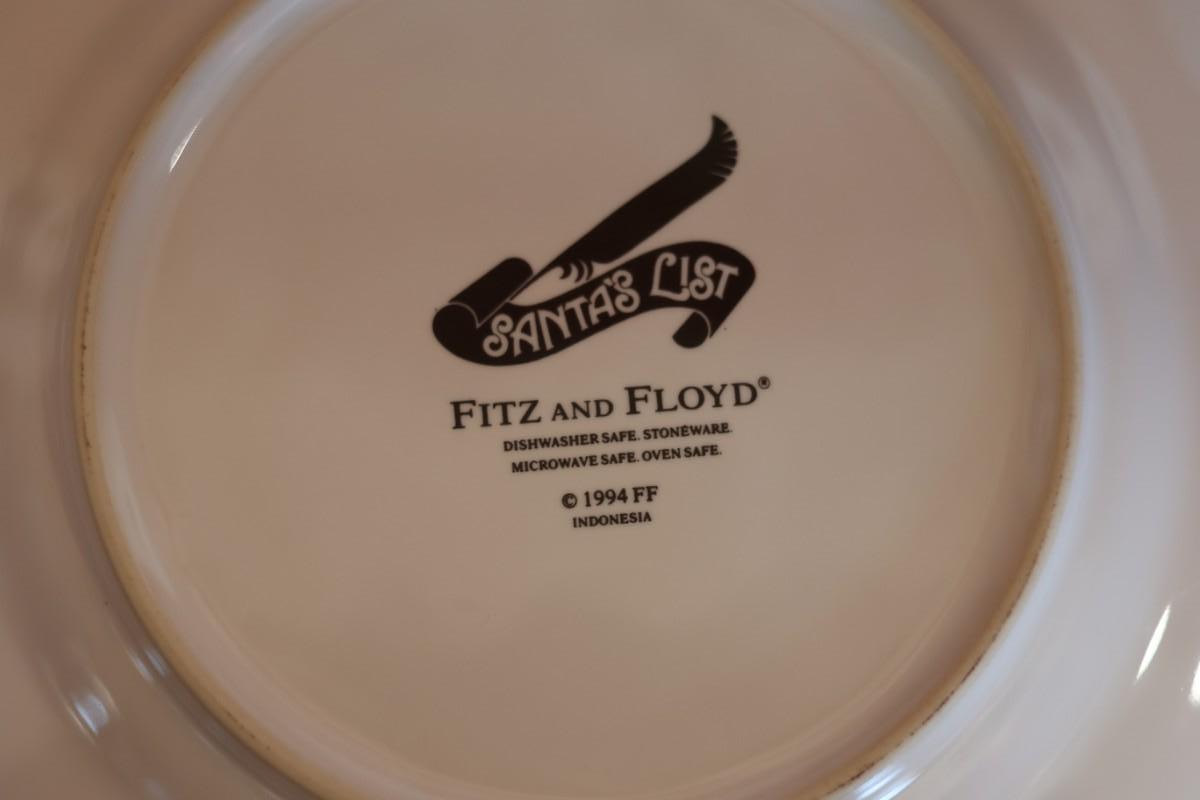 SANTA'S LIST
FITZ AND FLOYD®
DISHWASHER SAFE. STONEWARE.
MICROWAVE SAFE. OVEN SAFE.
© 1994 FF
INDONESIA